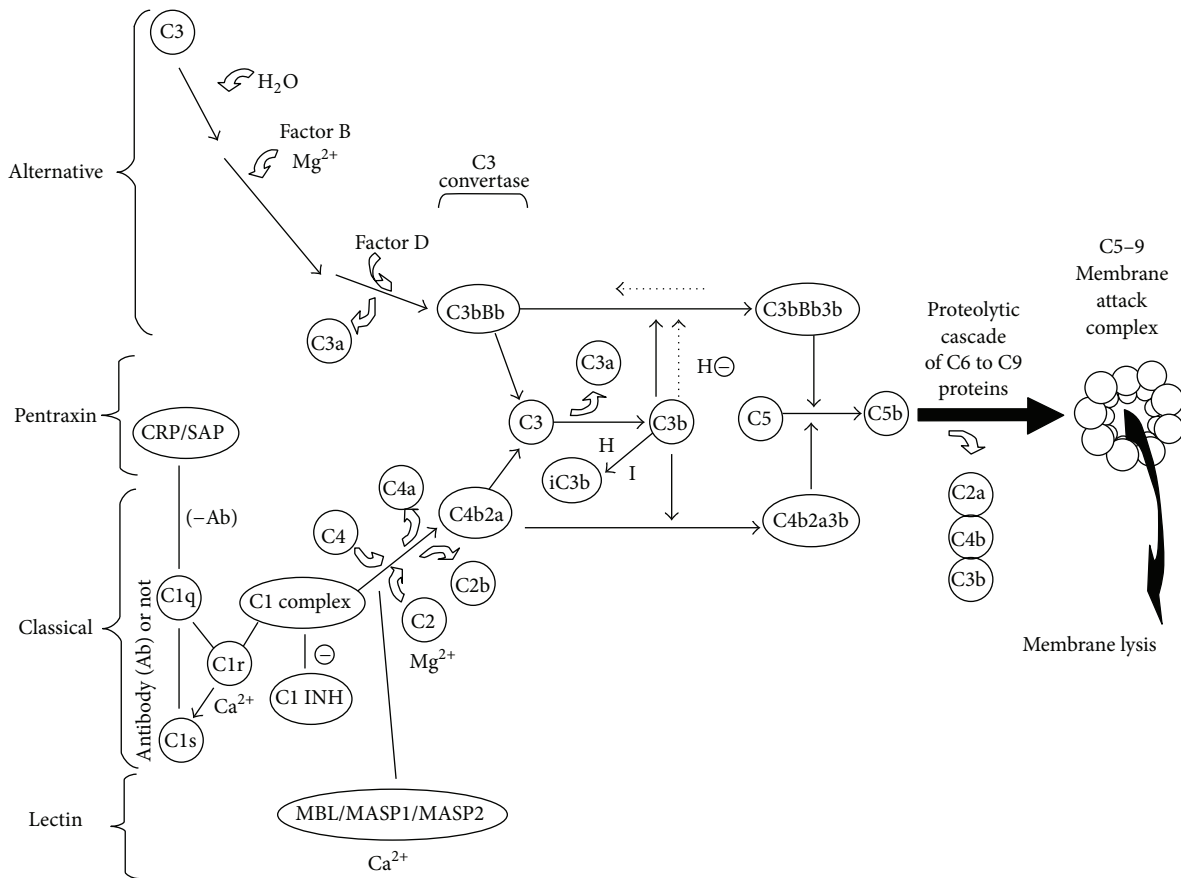 C3
H₂O
Factor B
Mg²⁺
Alternative
C3
convertase
Factor D
C3a
C3bBb
C3bBb3b
C5–9
Membrane
attack
complex
Proteolytic
cascade
of C6 to C9
proteins
Pentraxin
CRP/SAP
C3a
H⊖
C3
C3b
C5
C5b
H
I
iC3b
(−Ab)
C4a
C4
C4b2a
C4b2a3b
C2a
C4b
C3b
C2b
C2
Mg²⁺
Classical
Antibody (Ab) or not
C1q
C1 complex
C1r
Ca²⁺
⊖
C1 INH
C1s
Membrane lysis
Lectin
MBL/MASP1/MASP2
Ca²⁺